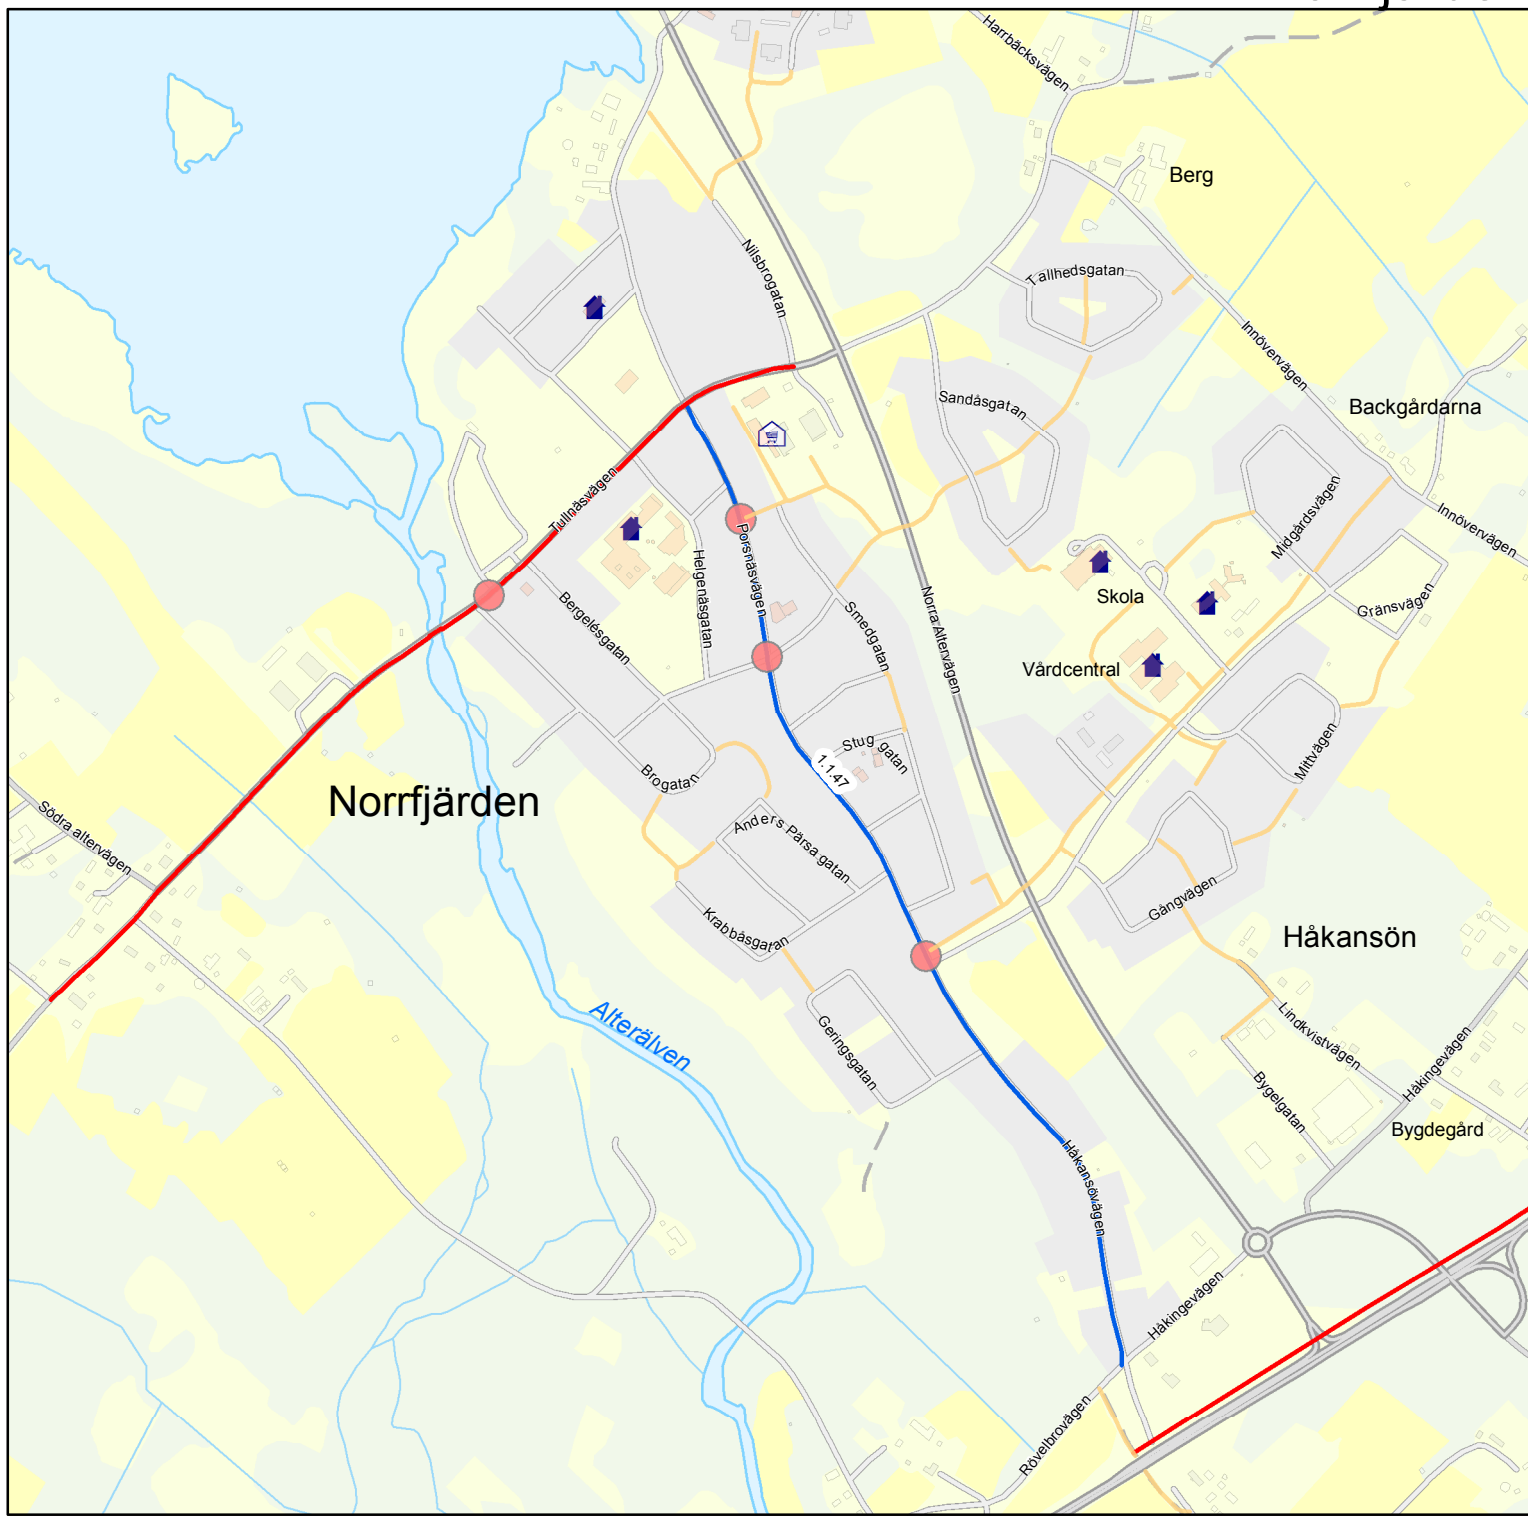 Harrbäcksvägen
Berg
Nilsbrogatan
Tallhedsgatan
Innövervägen
Backgårdarna
Sandåsgatan
Tullnäsvägen
Midgårdsvägen
Innövervägen
Porsnäsvägen
Helgenäsgatan
Bergelésgatan
Smedgatan
Norra Altervägen
Skola
Gränsvägen
Vårdcentral
Stug gatan
1.1.47
Mittvägen
Brogatan
Norrfjärden
Södra altervägen
Anders Pärsa gatan
Krabbåsgatan
Gångvägen
Håkansön
Alterälven
Geringsgatan
Lindkvistvägen
Håkingevägen
Bygelgatan
Bygdegård
Håkansövägen
Håkingevägen
Rövelbrovägen